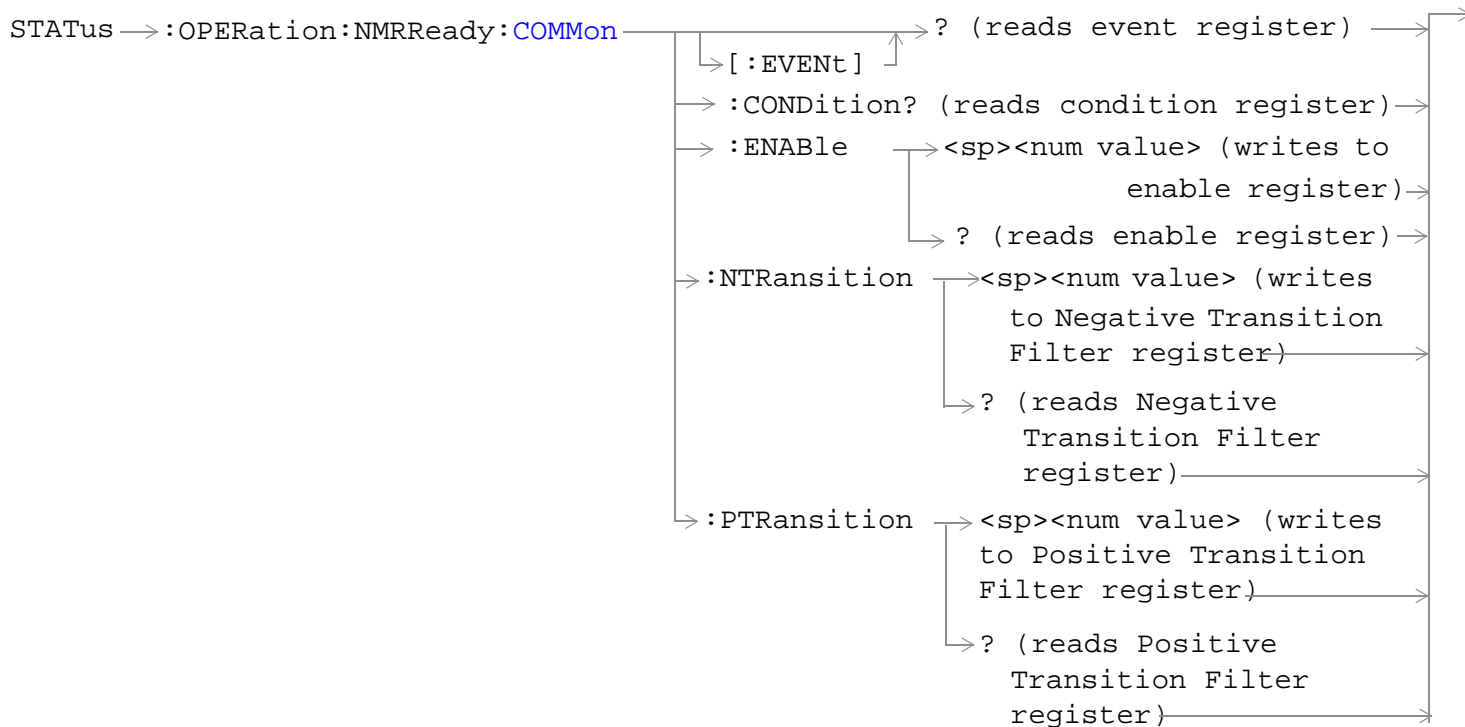 STATus :OPERation:NMRReady:COMMon ? (reads event register)
[:EVENt]
:CONDition? (reads condition register)
:ENABle <sp><num value> (writes to
enable register)
? (reads enable register)
:NTRansition <sp><num value> (writes
to Negative Transition
Filter register)
? (reads Negative
Transition Filter
register)
:PTRansition <sp><num value> (writes
to Positive Transition
Filter register)
? (reads Positive
Transition Filter
register)